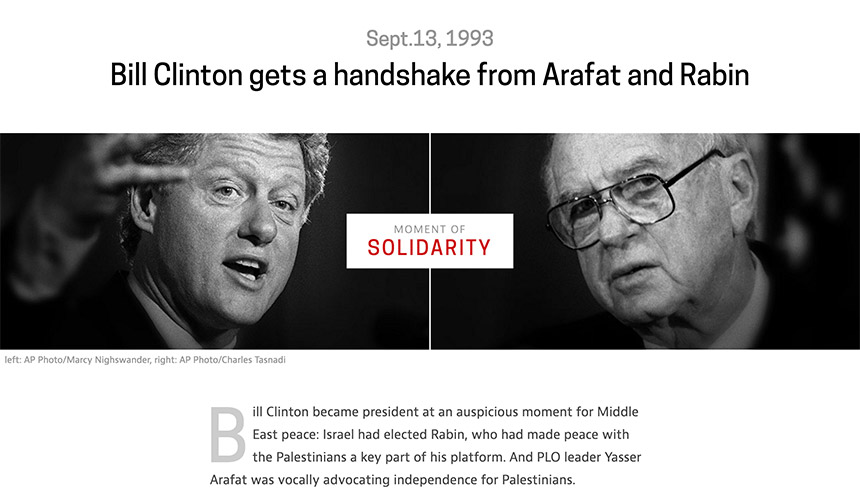 Sept.13, 1993
Bill Clinton gets a handshake from Arafat and Rabin
MOMENT OF
SOLIDARITY
left: AP Photo/Marcy Nighswander, right: AP Photo/Charles Tasnadi
Bill Clinton became president at an auspicious moment for Middle
East peace: Israel had elected Rabin, who had made peace with
the Palestinians a key part of his platform. And PLO leader Yasser
Arafat was vocally advocating independence for Palestinians.